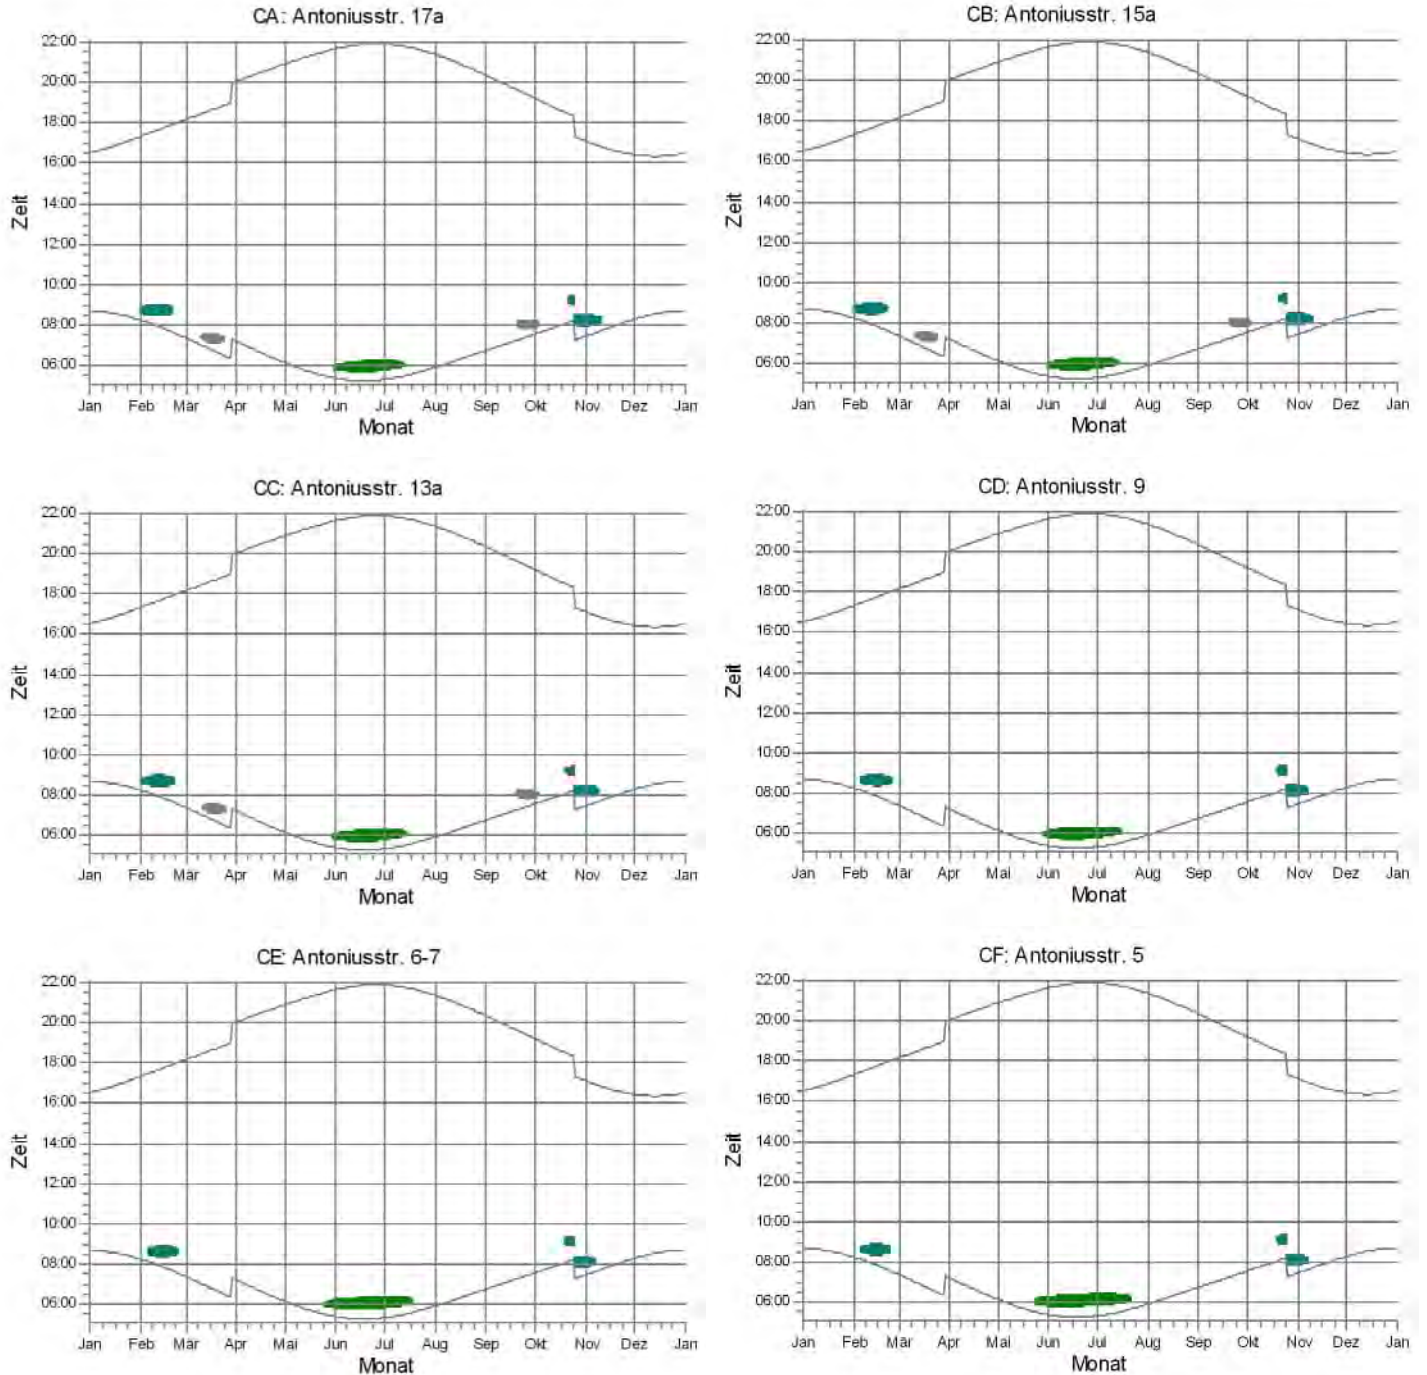 CA: Antoniusstr. 17a
22:00
20:00
18:00
16:00
14:00
12:00
10:00
08:00
06:00
Zeit
Jan Feb Mär Apr Mai Jun Jul Aug Sep Okt Nov Dez Jan
Monat
CB: Antoniusstr. 15a
22:00
20:00
18:00
16:00
14:00
12:00
10:00
08:00
06:00
Zeit
Jan Feb Mär Apr Mai Jun Jul Aug Sep Okt Nov Dez Jan
Monat
CC: Antoniusstr. 13a
22:00
20:00
18:00
16:00
14:00
12:00
10:00
08:00
06:00
Zeit
Jan Feb Mär Apr Mai Jun Jul Aug Sep Okt Nov Dez Jan
Monat
CD: Antoniusstr. 9
22:00
20:00
18:00
16:00
14:00
12:00
10:00
08:00
06:00
Zeit
Jan Feb Mär Apr Mai Jun Jul Aug Sep Okt Nov Dez Jan
Monat
CE: Antoniusstr. 6-7
22:00
20:00
18:00
16:00
14:00
12:00
10:00
08:00
06:00
Zeit
Jan Feb Mär Apr Mai Jun Jul Aug Sep Okt Nov Dez Jan
Monat
CF: Antoniusstr. 5
22:00
20:00
18:00
16:00
14:00
12:00
10:00
08:00
06:00
Zeit
Jan Feb Mär Apr Mai Jun Jul Aug Sep Okt Nov Dez Jan
Monat